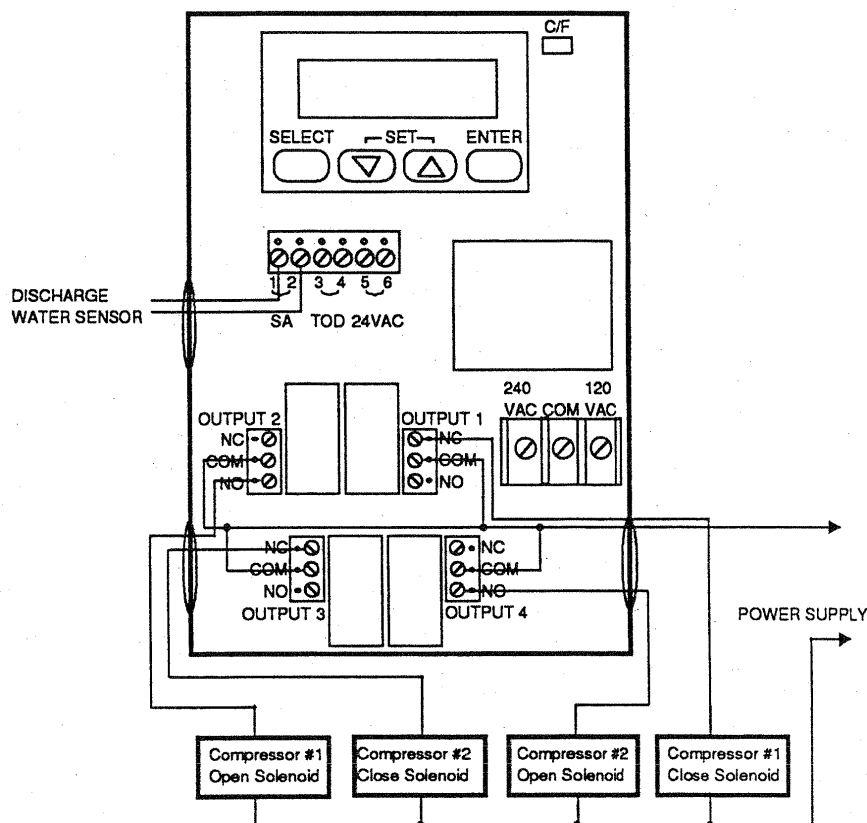 C/F
SELECT SET ENTER
1 2 3 4 5 6
DISCHARGE
WATER SENSOR
SA TOD 24VAC
240 120
VAC COM VAC
OUTPUT 2 OUTPUT 1
NC NC
COM COM
NO NO
NC NC
COM COM
NO NO
OUTPUT 3 OUTPUT 4
POWER SUPPLY
Compressor #1
Open Solenoid
Compressor #2
Close Solenoid
Compressor #2
Open Solenoid
Compressor #1
Close Solenoid